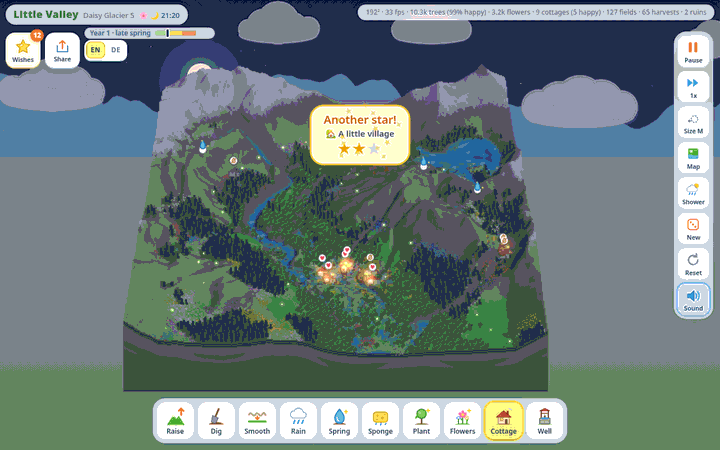 Little Valley Daisy Glacier 5 21:20
192² · 33 fps · 10.3k trees (99% happy) · 3.2k flowers · 9 cottages (5 happy) · 127 fields · 65 harvests · 2 ruins
Year 1 · late spring
12
Wishes
Share
EN DE
Another star!
A little village
Pause
1x
Size M
Map
Shower
New
Reset
Sound
Raise
Dig
Smooth
Rain
Spring
Sponge
Plant
Flowers
Cottage
Well